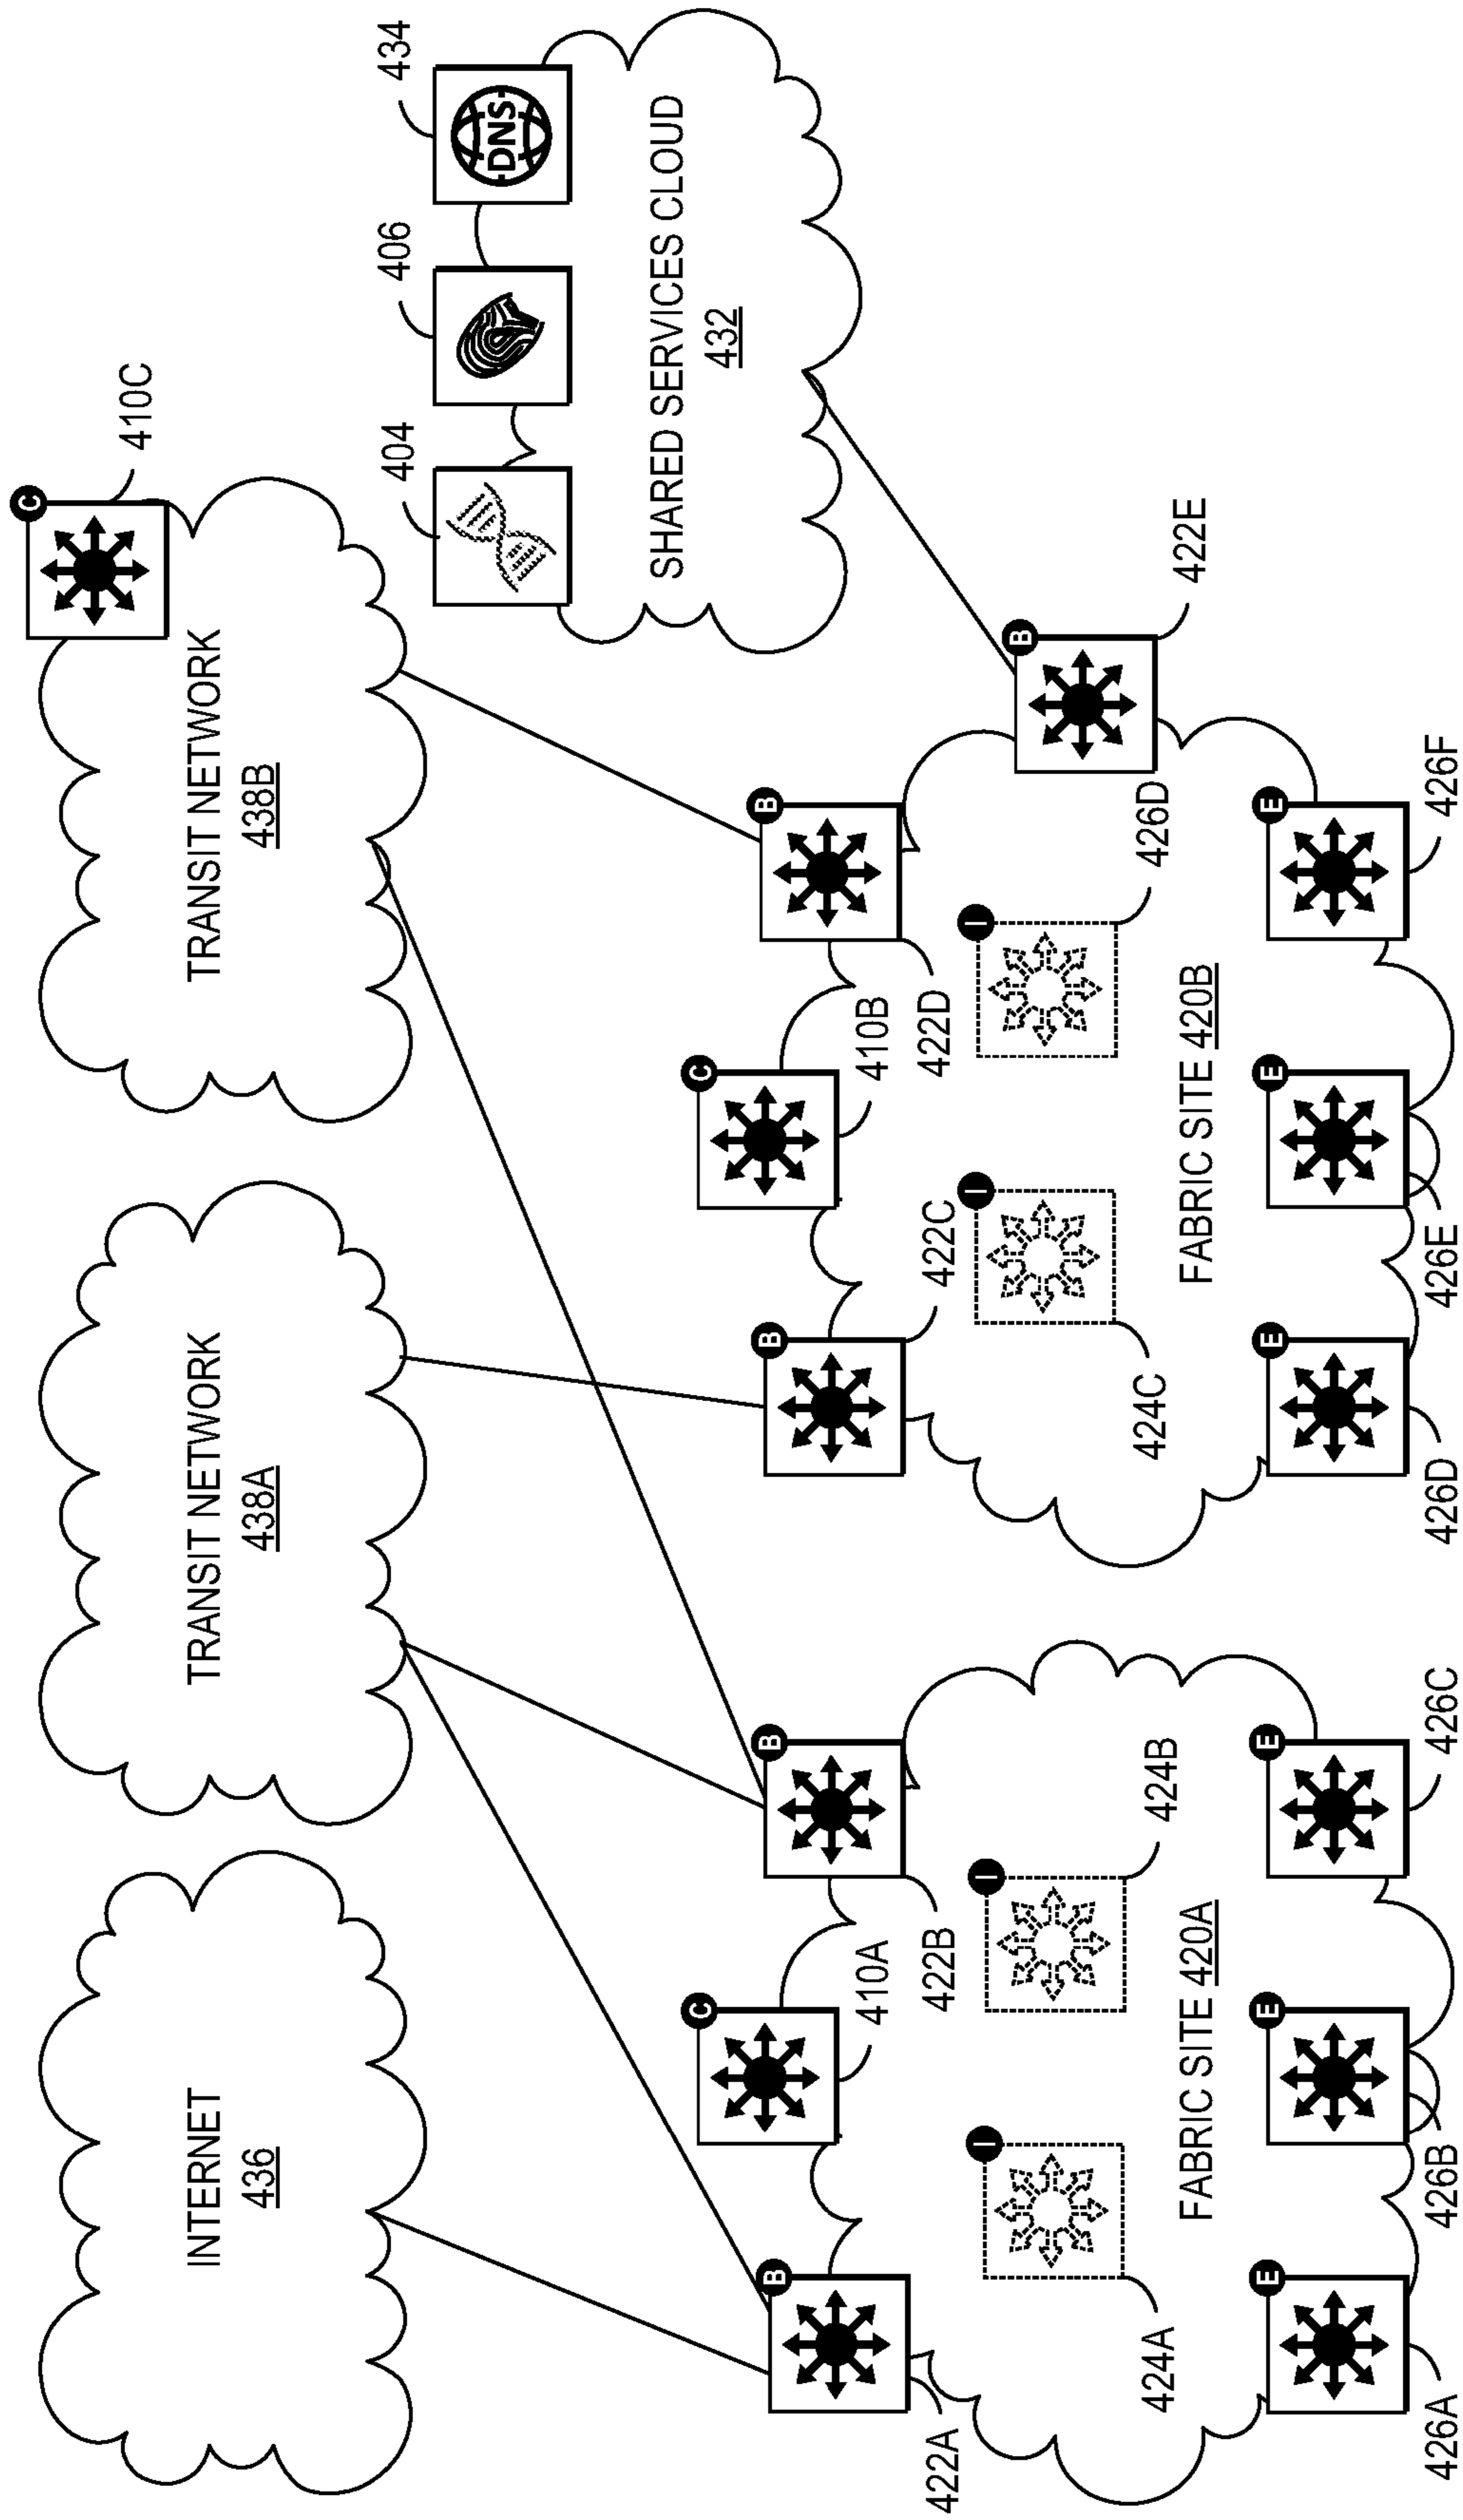 INTERNET
436
TRANSIT NETWORK
438A
TRANSIT NETWORK
438B
C
410C
404
406
434
DNS
SHARED SERVICES CLOUD
432
B
422A
C
410A
B
422B
I
424A
I
424B
FABRIC SITE 420A
E
426A
E
426B
E
426C
B
422C
C
410B
B
422D
B
422E
I
424C
I
426D
FABRIC SITE 420B
E
426D
E
426E
E
426F